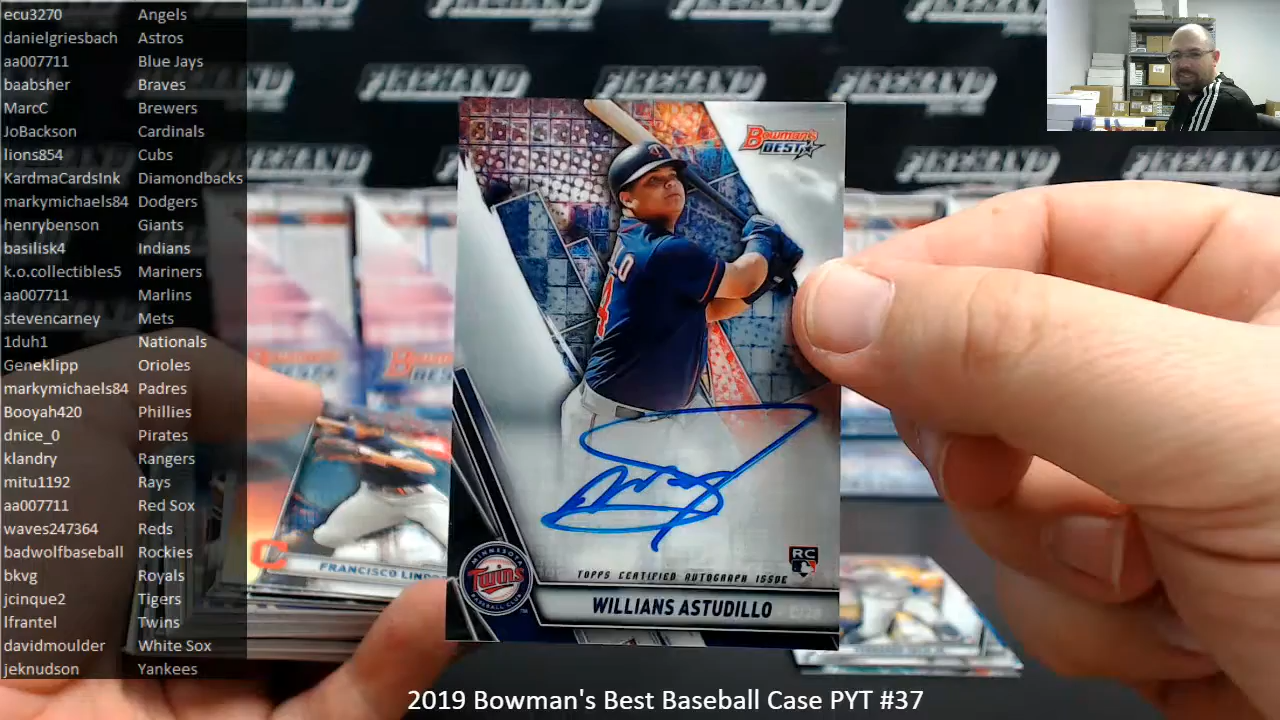 ecu3270 Angels
danielgriesbach Astros
aa007711 Blue Jays
baabsher Braves
MarcC Brewers
JoBackson Cardinals
lions854 Cubs
KardmaCardsInk Diamondbacks
markymichaels84 Dodgers
henrybenson Giants
basilisk4 Indians
k.o.collectibles5 Mariners
aa007711 Marlins
stevencarney Mets
1duh1 Nationals
Geneklipp Orioles
markymichaels84 Padres
Booyah420 Phillies
dnice_0 Pirates
klandry Rangers
mitu1192 Rays
aa007711 Red Sox
waves247364 Reds
badwolfbaseball Rockies
bkvg Royals
jcinque2 Tigers
lfrantel Twins
davidmoulder White Sox
jeknudson Yankees
FIREHAND
Bowman's
BEST
TOPPS CERTIFIED AUTOGRAPH ISSUE
RC
MINNESOTA
Twins
BASEBALL CLUB
WILLIANS ASTUDILLO
FRANCISCO
2019 Bowman's Best Baseball Case PYT #37